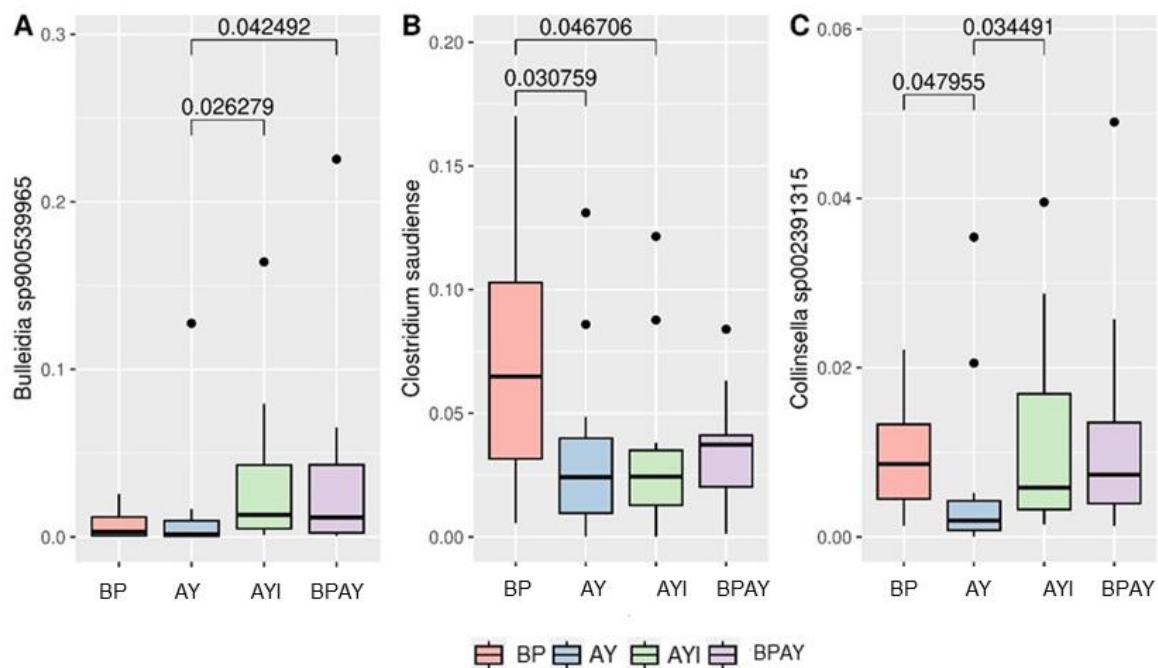 A
0.3
0.2
0.1
0.0
Bulleidia sp900539965
0.042492
0.026279
BP AY AYI BPAY
B
0.20
0.15
0.10
0.05
0.00
Clostridium saudiense
0.046706
0.030759
BP AY AYI BPAY
C
0.06
0.04
0.02
0.00
Collinsella sp002391315
0.034491
0.047955
BP AY AYI BPAY
BP AY AYI BPAY